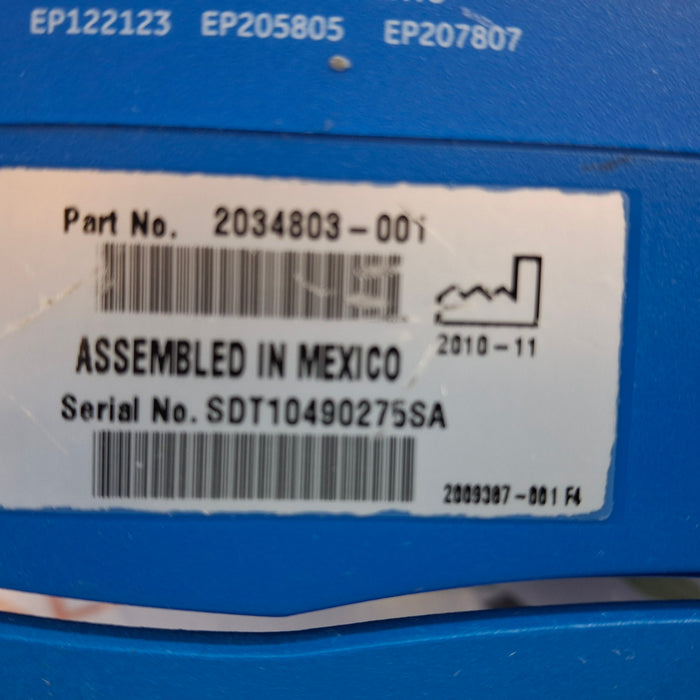 EP122123 EP205805 EP207807
Part No. 2034803-001
2010-11
ASSEMBLED IN MEXICO
Serial No. SDT10490275SA
2009387-001 F4